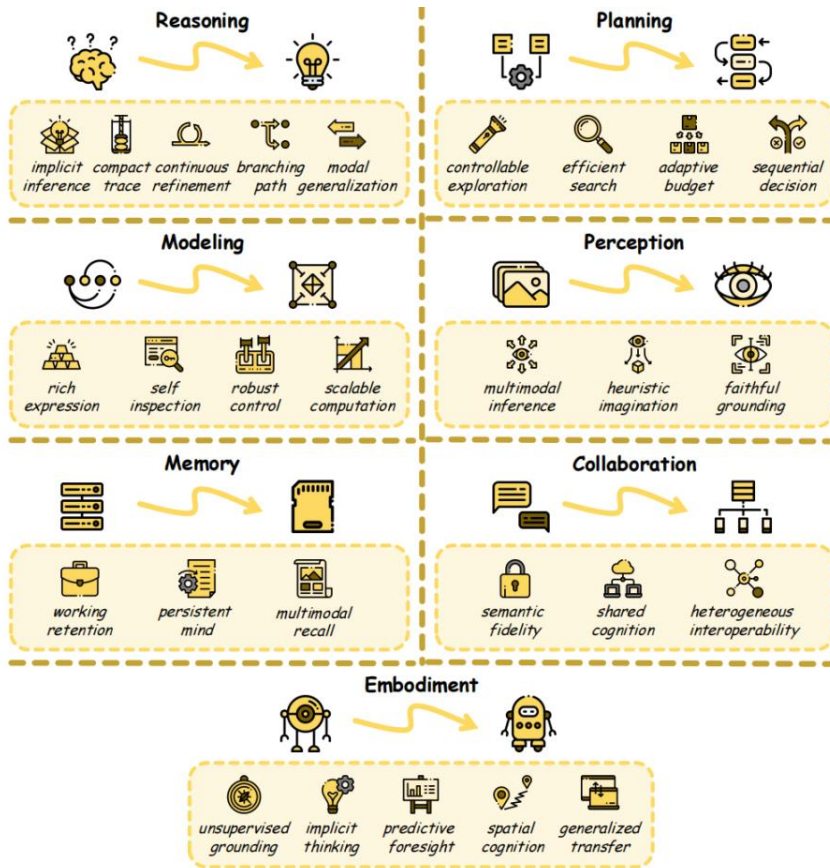 Reasoning
? ? ?
implicit inference
compact trace
continuous refinement
branching path
modal generalization
Planning
controllable exploration
efficient search
adaptive budget
sequential decision
Modeling
rich expression
self inspection
robust control
scalable computation
Perception
multimodal inference
heuristic imagination
faithful grounding
Memory
working retention
persistent mind
multimodal recall
Collaboration
semantic fidelity
shared cognition
heterogeneous interoperability
Embodiment
unsupervised grounding
implicit thinking
predictive foresight
spatial cognition
generalized transfer